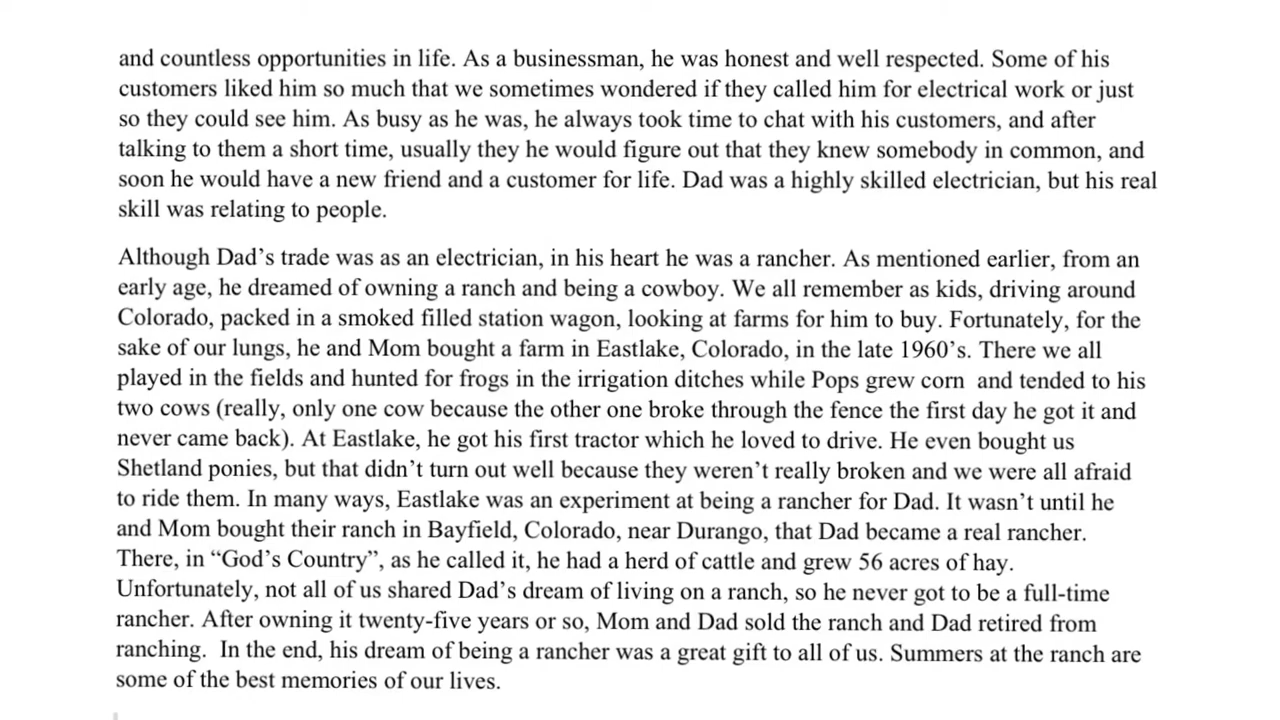 and countless opportunities in life. As a businessman, he was honest and well respected. Some of his
customers liked him so much that we sometimes wondered if they called him for electrical work or just
so they could see him. As busy as he was, he always took time to chat with his customers, and after
talking to them a short time, usually they he would figure out that they knew somebody in common, and
soon he would have a new friend and a customer for life. Dad was a highly skilled electrician, but his real
skill was relating to people.
Although Dad’s trade was as an electrician, in his heart he was a rancher. As mentioned earlier, from an
early age, he dreamed of owning a ranch and being a cowboy. We all remember as kids, driving around
Colorado, packed in a smoked filled station wagon, looking at farms for him to buy. Fortunately, for the
sake of our lungs, he and Mom bought a farm in Eastlake, Colorado, in the late 1960’s. There we all
played in the fields and hunted for frogs in the irrigation ditches while Pops grew corn  and tended to his
two cows (really, only one cow because the other one broke through the fence the first day he got it and
never came back). At Eastlake, he got his first tractor which he loved to drive. He even bought us
Shetland ponies, but that didn’t turn out well because they weren’t really broken and we were all afraid
to ride them. In many ways, Eastlake was an experiment at being a rancher for Dad. It wasn’t until he
and Mom bought their ranch in Bayfield, Colorado, near Durango, that Dad became a real rancher.
There, in “God’s Country”, as he called it, he had a herd of cattle and grew 56 acres of hay.
Unfortunately, not all of us shared Dad’s dream of living on a ranch, so he never got to be a full-time
rancher. After owning it twenty-five years or so, Mom and Dad sold the ranch and Dad retired from
ranching.  In the end, his dream of being a rancher was a great gift to all of us. Summers at the ranch are
some of the best memories of our lives.